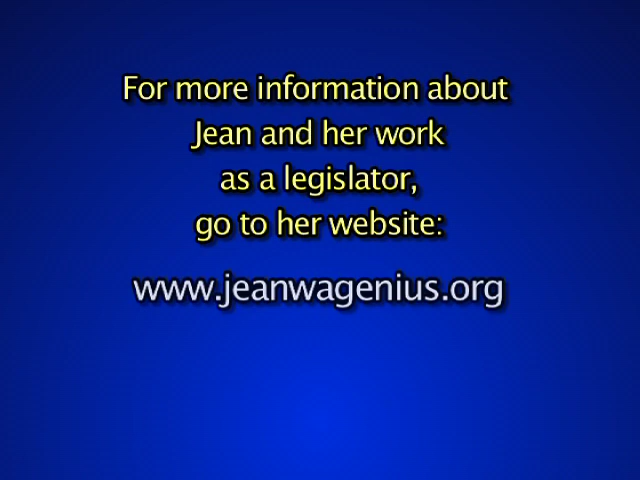 For more information about
Jean and her work
as a legislator,
go to her website:
www.jeanwagenius.org